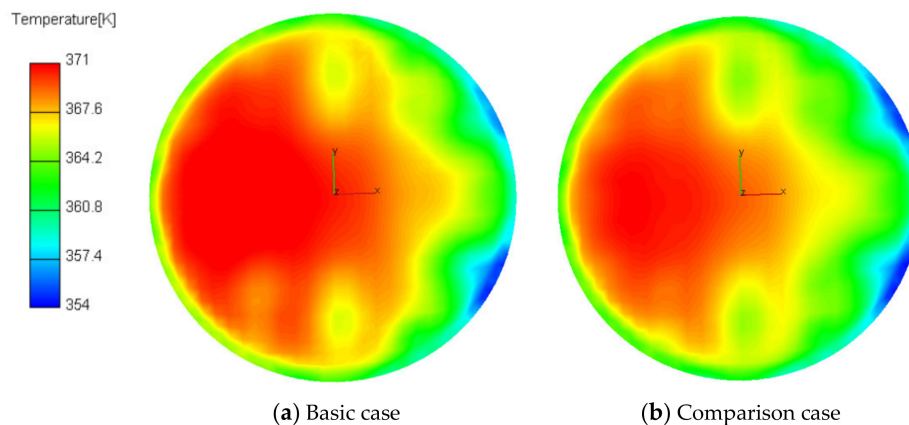 Temperature[K]
371
367.6
364.2
360.8
357.4
354
y
z x
y
z x
(a) Basic case
(b) Comparison case